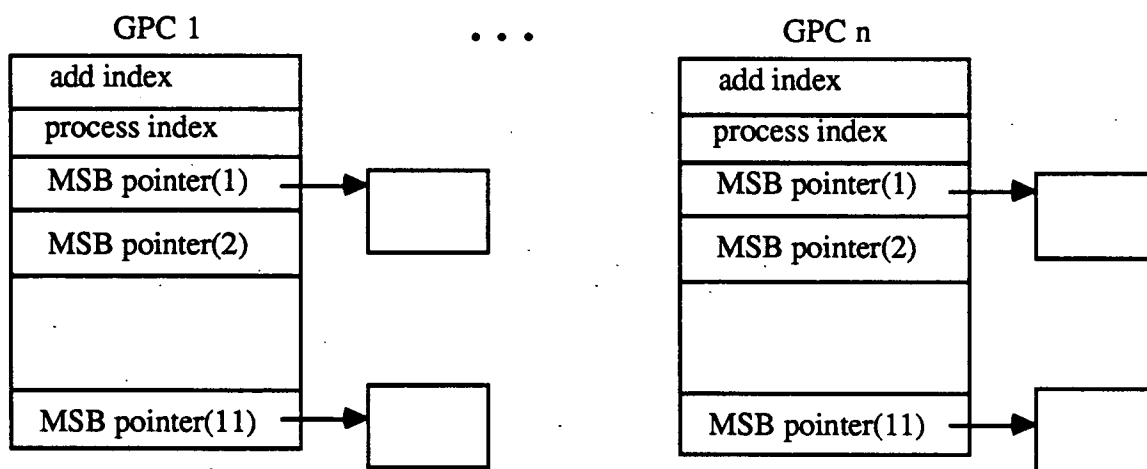 GPC 1
• • •
GPC n
add index
process index
MSB pointer(1)
MSB pointer(2)
MSB pointer(11)
add index
process index
MSB pointer(1)
MSB pointer(2)
MSB pointer(11)